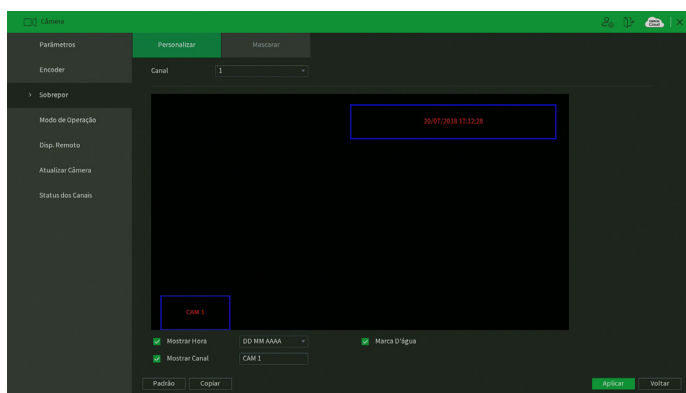 Câmera
Parâmetros
Encoder
Sobrepor
Modo de Operação
Disp. Remoto
Atualizar Câmera
Status dos Canais
Personalizar Mascarar
Canal 1
20/07/2018 17:12:28
CAM 1
Mostrar Hora DD MM AAAA Marca D'água
Mostrar Canal CAM 1
Padrão Copiar Aplicar Voltar